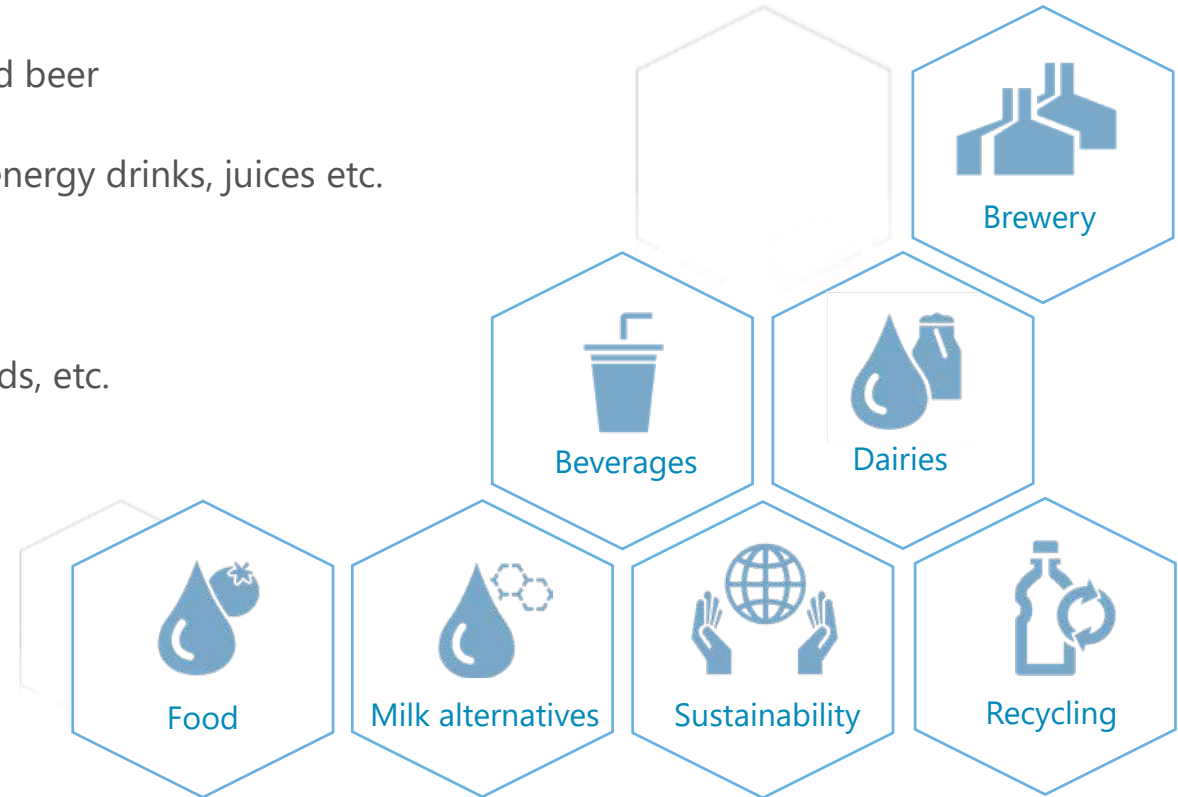 d beer
energy drinks, juices etc.
ds, etc.
Brewery
Beverages
Dairies
Food
Milk alternatives
Sustainability
Recycling